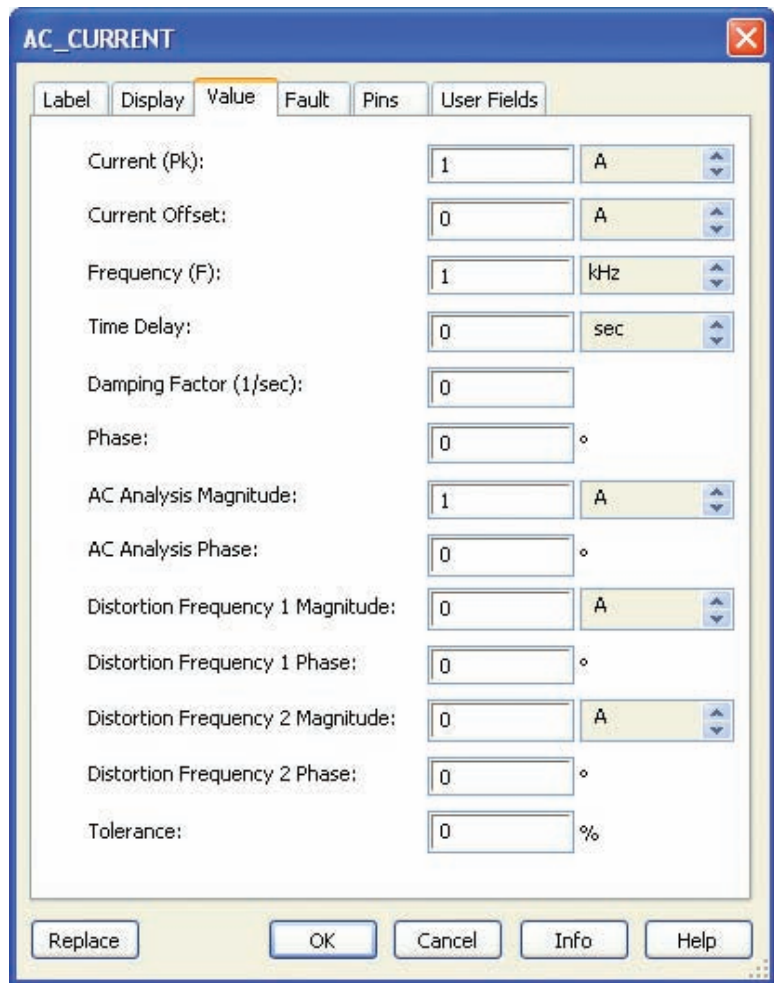 AC_CURRENT
Label Display Value Fault Pins User Fields
Current (Pk): 1 A
Current Offset: 0 A
Frequency (F): 1 kHz
Time Delay: 0 sec
Damping Factor (1/sec): 0
Phase: 0 °
AC Analysis Magnitude: 1 A
AC Analysis Phase: 0 °
Distortion Frequency 1 Magnitude: 0 A
Distortion Frequency 1 Phase: 0 °
Distortion Frequency 2 Magnitude: 0 A
Distortion Frequency 2 Phase: 0 °
Tolerance: 0 %
Replace OK Cancel Info Help